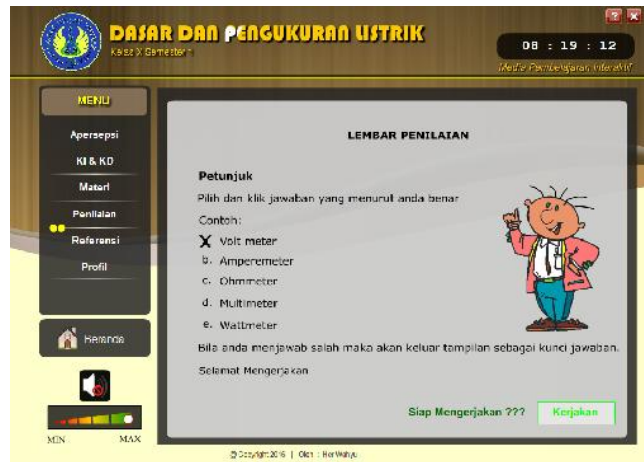 DASAR DAN PENGUKURAN LISTRIK
Kelas X Semester 1
08 : 19 : 12
Media Pembelajaran Interaktif
MENU
Apersepsi
KI & KD
Materi
Penilaian
Referensi
Profil
Beranda
MIN MAX
LEMBAR PENILAIAN
Petunjuk
Pilih dan klik jawaban yang menurut anda benar
Contoh:
X Volt meter
b. Amperemeter
c. Ohmmeter
d. Multimeter
e. Wattmeter
Bila anda menjawab salah maka akan keluar tampilan sebagai kunci jawaban.
Selamat Mengerjakan
Siap Mengerjakan ??? Kerjakan
@ Copyright 2016 | Oleh : Her Wahyu